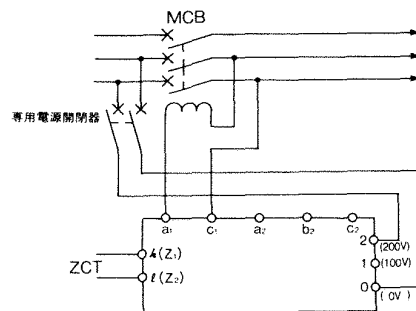 MCB
専用電源開閉器
a₁ c₁ a₂ b₂ c₂
2 (200V)
1 (100V)
0 (0V)
ZCT
k (Z₁)
ℓ (Z₂)